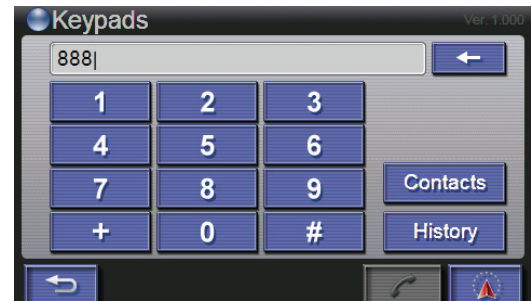 Keypads Ver. 1.000
888
1 2 3
4 5 6
7 8 9 Contacts
+ 0 # History